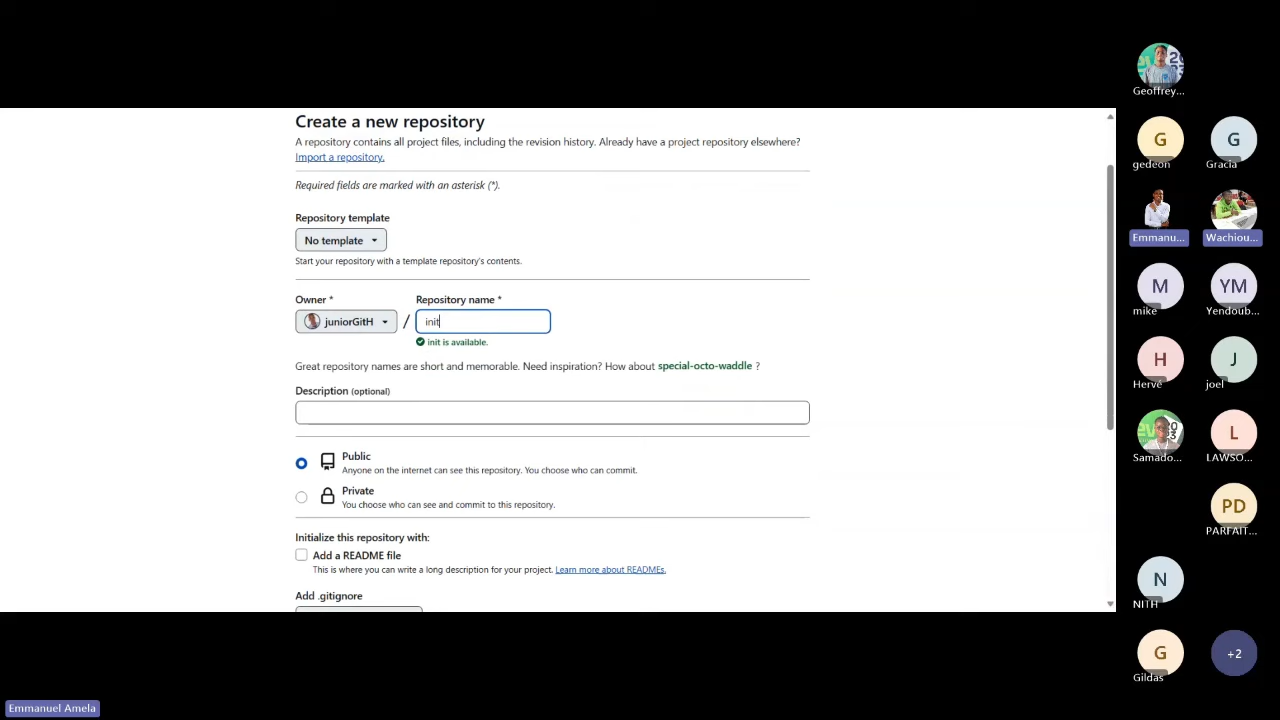 Create a new repository
A repository contains all project files, including the revision history. Already have a project repository elsewhere?
Import a repository.
Required fields are marked with an asterisk (*).
Repository template
No template
Start your repository with a template repository's contents.
Owner *
Repository name *
juniorGitH
/
init
init is available.
Great repository names are short and memorable. Need inspiration? How about special-octo-waddle ?
Description (optional)
Public
Anyone on the internet can see this repository. You choose who can commit.
Private
You choose who can see and commit to this repository.
Initialize this repository with:
Add a README file
This is where you can write a long description for your project. Learn more about READMEs.
Add .gitignore
Geoffrey...
G
gedeon
G
Gracia
Emmanu...
Wachiou...
M
mike
YM
Yendoub...
H
Hervé
J
joel
Samado...
L
LAWSO...
PD
PARFAIT...
N
NITH
G
Gildas
+2
Emmanuel Amela